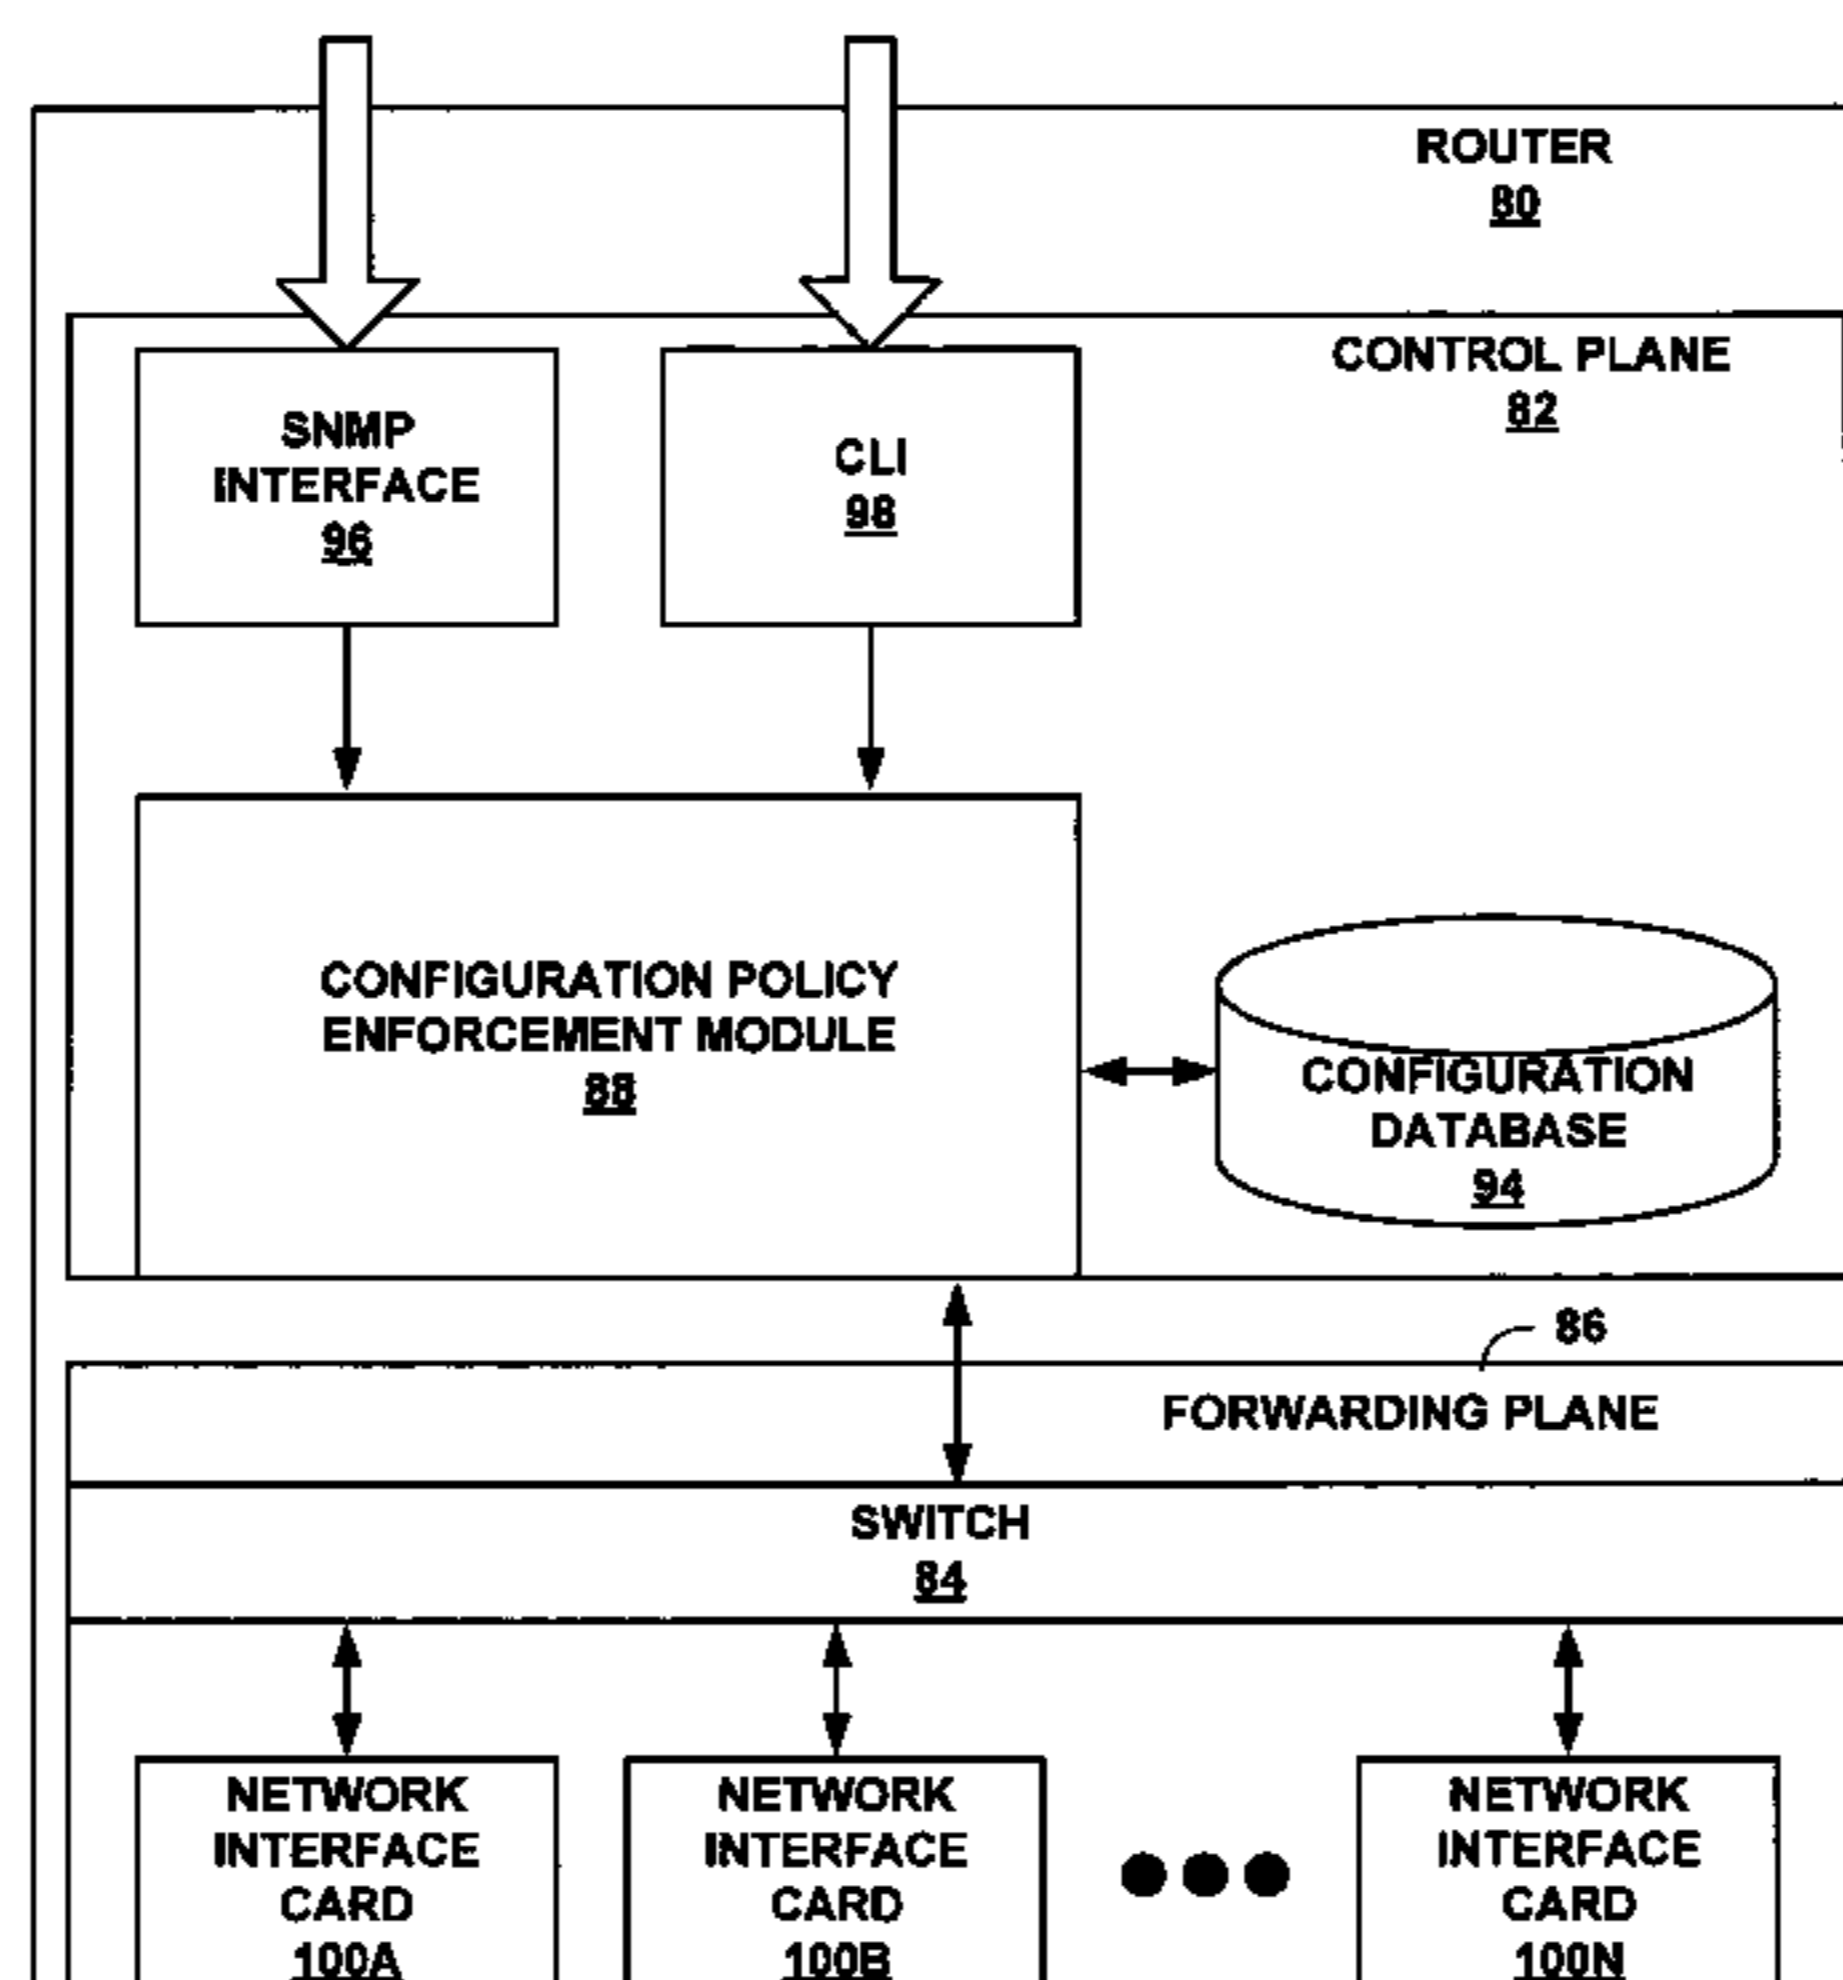 ROUTER
80
CONTROL PLANE
82
SNMP
INTERFACE
96
CLI
98
CONFIGURATION POLICY
ENFORCEMENT MODULE
88
CONFIGURATION
DATABASE
94
86
FORWARDING PLANE
SWITCH
84
NETWORK
INTERFACE
CARD
100A
NETWORK
INTERFACE
CARD
100B
NETWORK
INTERFACE
CARD
100N